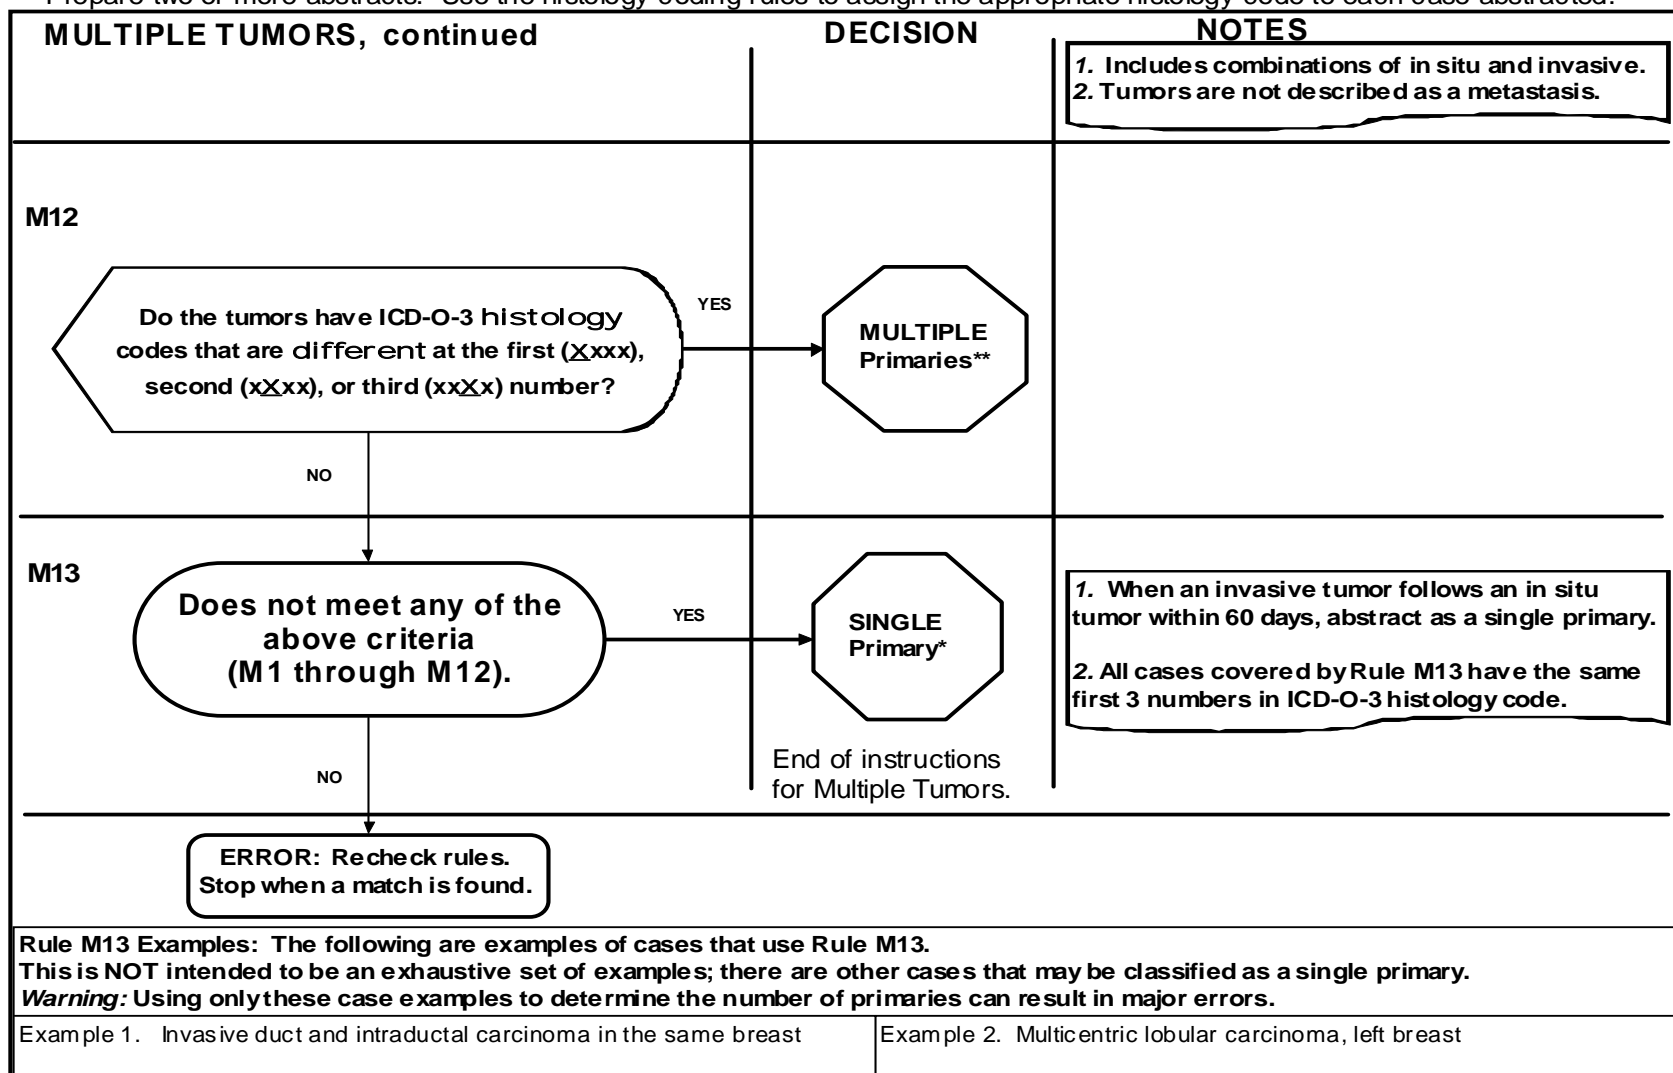 Prepare two or more abstracts. Use the histology coding rules to assign the appropriate histology code to each case abstracted.
MULTIPLE TUMORS, continued
DECISION
NOTES
1. Includes combinations of in situ and invasive.
2. Tumors are not described as a metastasis.
M12
Do the tumors have ICD-O-3 histology
codes that are different at the first (Xxxx),
second (xXxx), or third (xxXx) number?
YES
MULTIPLE
Primaries**
NO
M13
Does not meet any of the
above criteria
(M1 through M12).
YES
SINGLE
Primary*
1. When an invasive tumor follows an in situ
tumor within 60 days, abstract as a single primary.
2. All cases covered by Rule M13 have the same
first 3 numbers in ICD-O-3 histology code.
End of instructions
for Multiple Tumors.
NO
ERROR: Recheck rules.
Stop when a match is found.
Rule M13 Examples: The following are examples of cases that use Rule M13.
This is NOT intended to be an exhaustive set of examples; there are other cases that may be classified as a single primary.
Warning: Using only these case examples to determine the number of primaries can result in major errors.
Example 1. Invasive duct and intraductal carcinoma in the same breast
Example 2. Multicentric lobular carcinoma, left breast